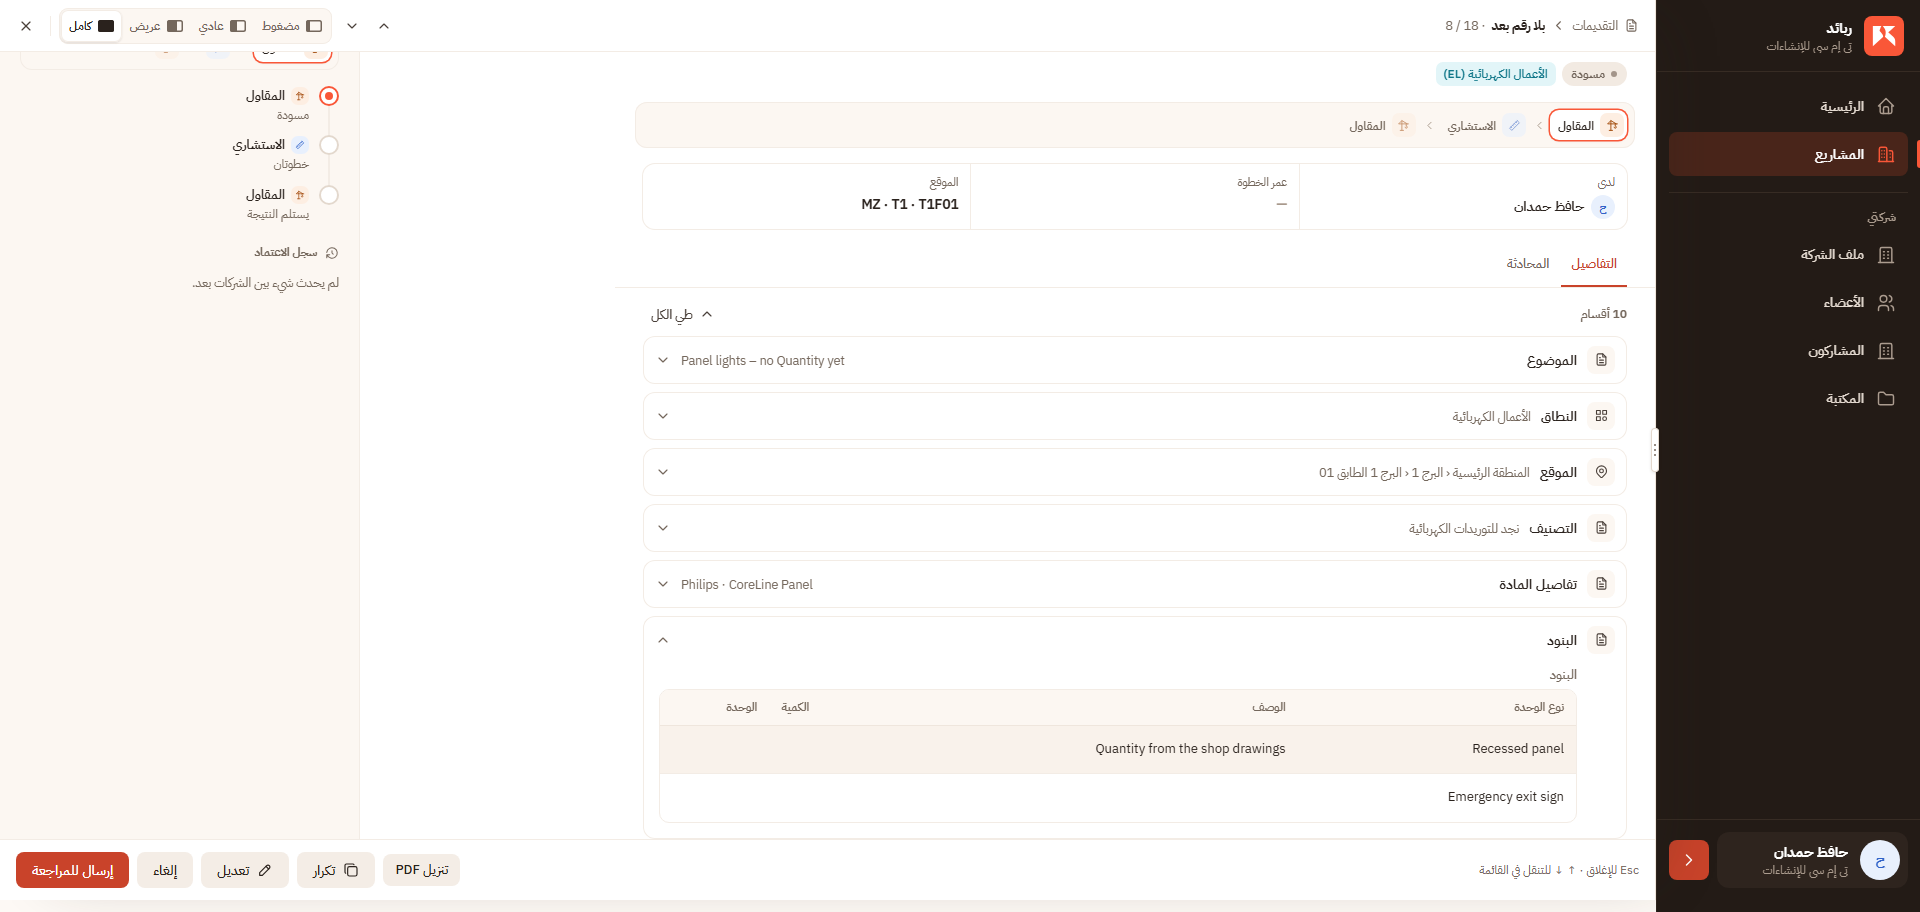 ريائد
تي إم سي للإنشاءات
الرئيسية
المشاريع
شركتي
ملف الشركة
الأعضاء
المشاركون
المكتبة
ح
حافظ حمدان
تي إم سي للإنشاءات
التقديمات
بلا رقم بعد · 18 / 8
مضغوط
عادي
عريض
كامل
مسودة
الأعمال الكهربائية (EL)
المقاول
الاستشاري
المقاول
لدى
ح
حافظ حمدان
عمر الخطوة
—
الموقع
MZ · T1 · T1F01
التفاصيل
المحادثة
10 أقسام
طي الكل
الموضوع
Panel lights – no Quantity yet
النطاق
الأعمال الكهربائية
الموقع
المنطقة الرئيسية › البرج 1 › البرج 1 الطابق 01
التصنيف
نجد للتوريدات الكهربائية
تفاصيل المادة
Philips · CoreLine Panel
البنود
البنود
نوع الوحدة
الوصف
الكمية
الوحدة
Recessed panel
Quantity from the shop drawings
Emergency exit sign
المقاول
مسودة
الاستشاري
خطوتان
المقاول
يستلم النتيجة
سجل الاعتماد
لم يحدث شيء بين الشركات بعد.
Esc للإغلاق · ↑ ↓ للتنقل في القائمة
تنزيل PDF
تكرار
تعديل
إلغاء
إرسال للمراجعة